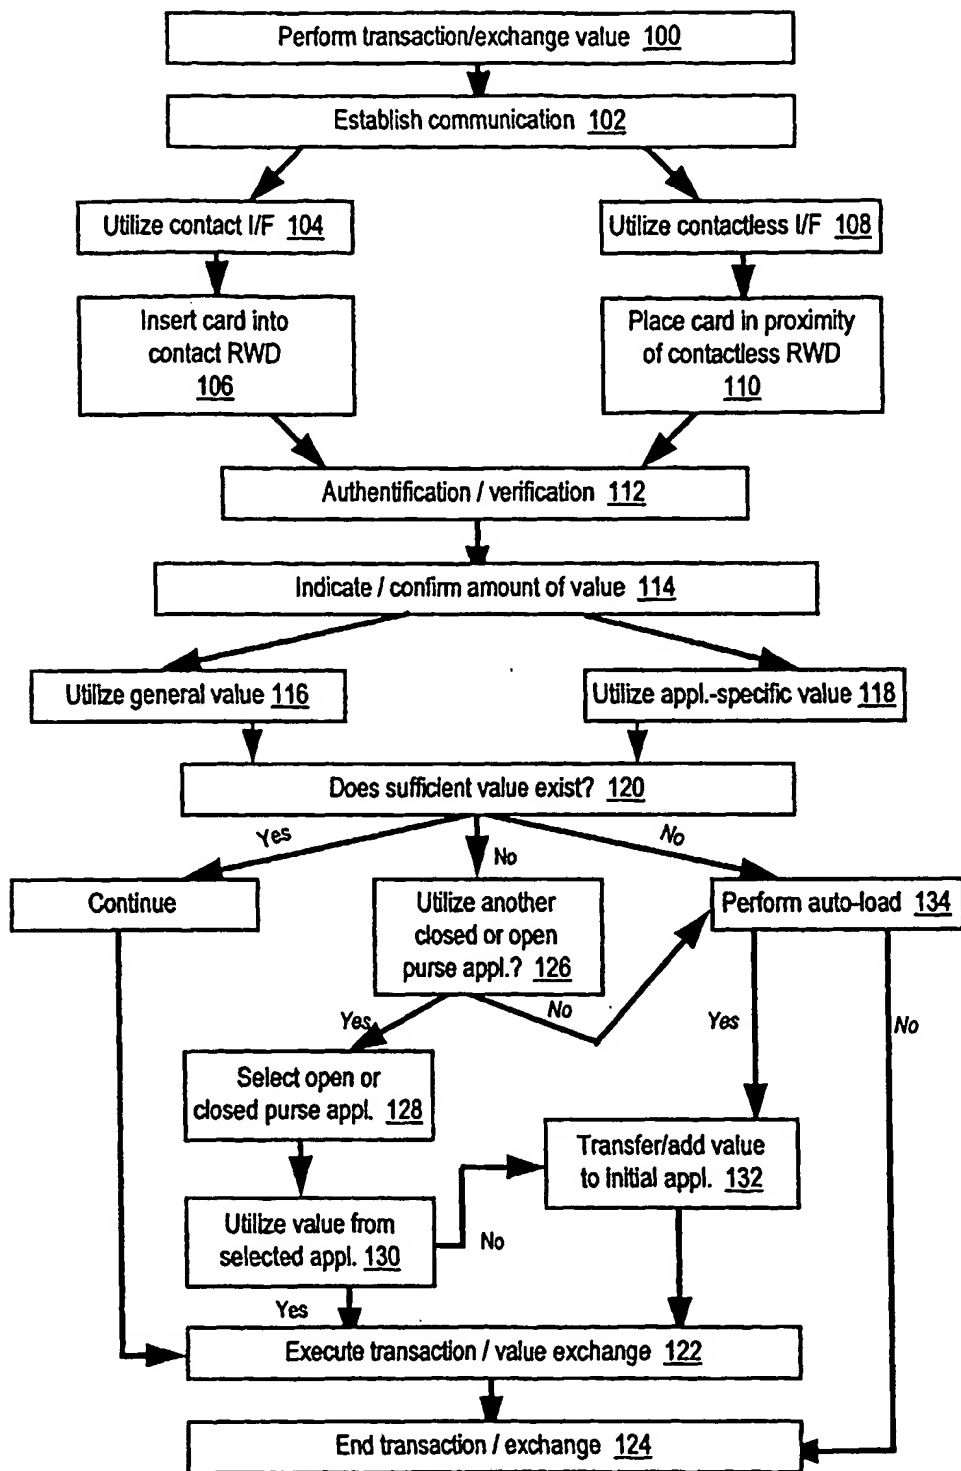 Perform transaction/exchange value 100
Establish communication 102
Utilize contact I/F 104
Utilize contactless I/F 108
Insert card into
contact RWD
106
Place card in proximity
of contactless RWD
110
Authentification / verification 112
Indicate / confirm amount of value 114
Utilize general value 116
Utilize appl.-specific value 118
Does sufficient value exist? 120
Yes
No
No
Continue
Utilize another
closed or open
purse appl.? 126
Perform auto-load 134
Yes
No
Yes
No
Select open or
closed purse appl. 128
Transfer/add value
to initial appl. 132
Utilize value from
selected appl. 130
No
Yes
Execute transaction / value exchange 122
End transaction / exchange 124